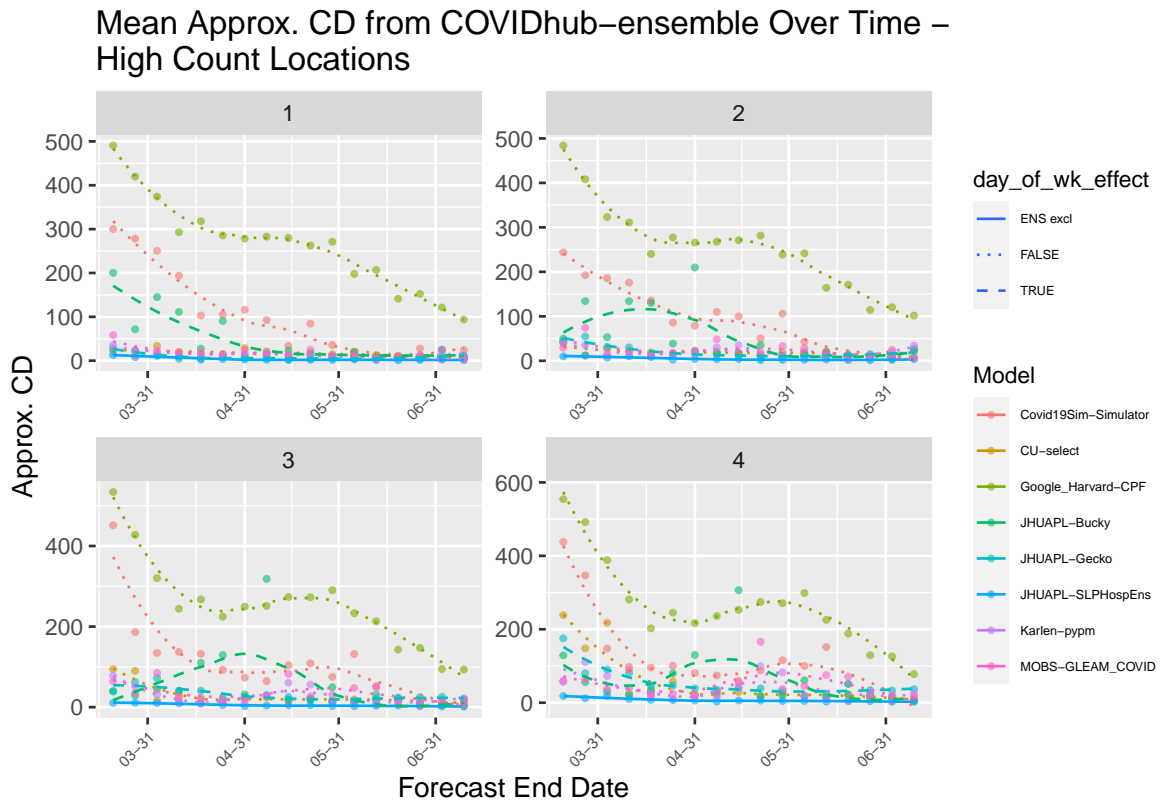 Mean Approx. CD from COVIDhub−ensemble Over Time −
High Count Locations
1
2
500
400
300
200
100
0
03−31
04−31
05−31
06−31
500
400
300
200
100
0
03−31
04−31
05−31
06−31
3
4
400
200
0
03−31
04−31
05−31
06−31
600
400
200
0
03−31
04−31
05−31
06−31
Approx. CD
Forecast End Date
day_of_wk_effect
ENS excl
FALSE
TRUE
Model
Covid19Sim−Simulator
CU−select
Google_Harvard−CPF
JHUAPL−Bucky
JHUAPL−Gecko
JHUAPL−SLPHospEns
Karlen−pypm
MOBS−GLEAM_COVID